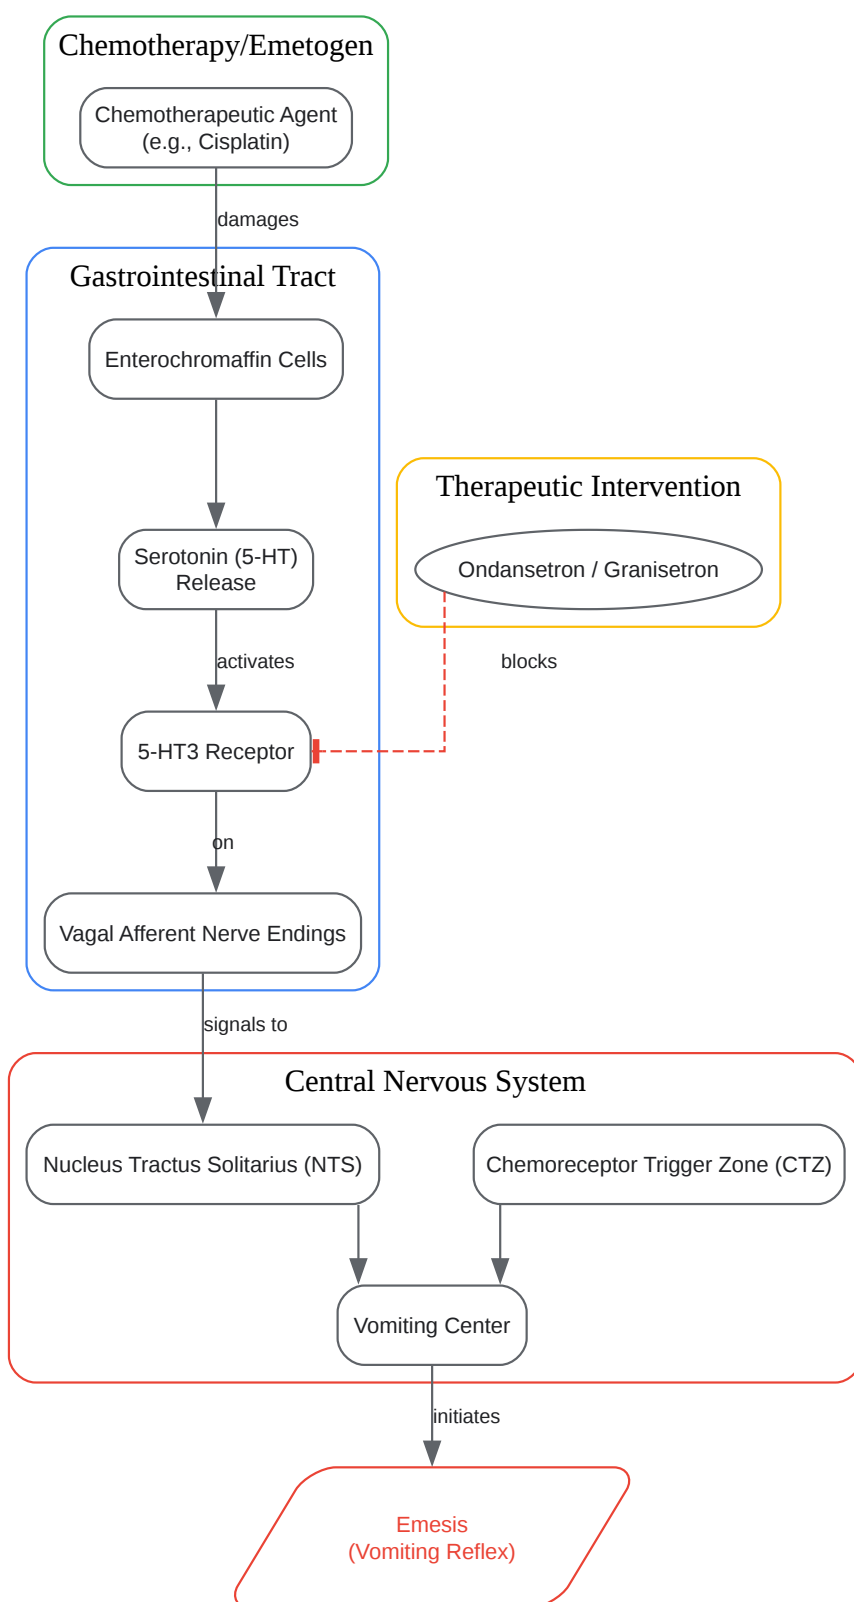 Chemotherapy/Emetogen
Chemotherapeutic Agent
(e.g., Cisplatin)
damages
Gastrointestinal Tract
Enterochromaffin Cells
Therapeutic Intervention
Serotonin (5-HT)
Release
Ondansetron / Granisetron
activates
blocks
5-HT3 Receptor
on
Vagal Afferent Nerve Endings
signals to
Central Nervous System
Nucleus Tractus Solitarius (NTS)
Chemoreceptor Trigger Zone (CTZ)
Vomiting Center
initiates
Emesis
(Vomiting Reflex)